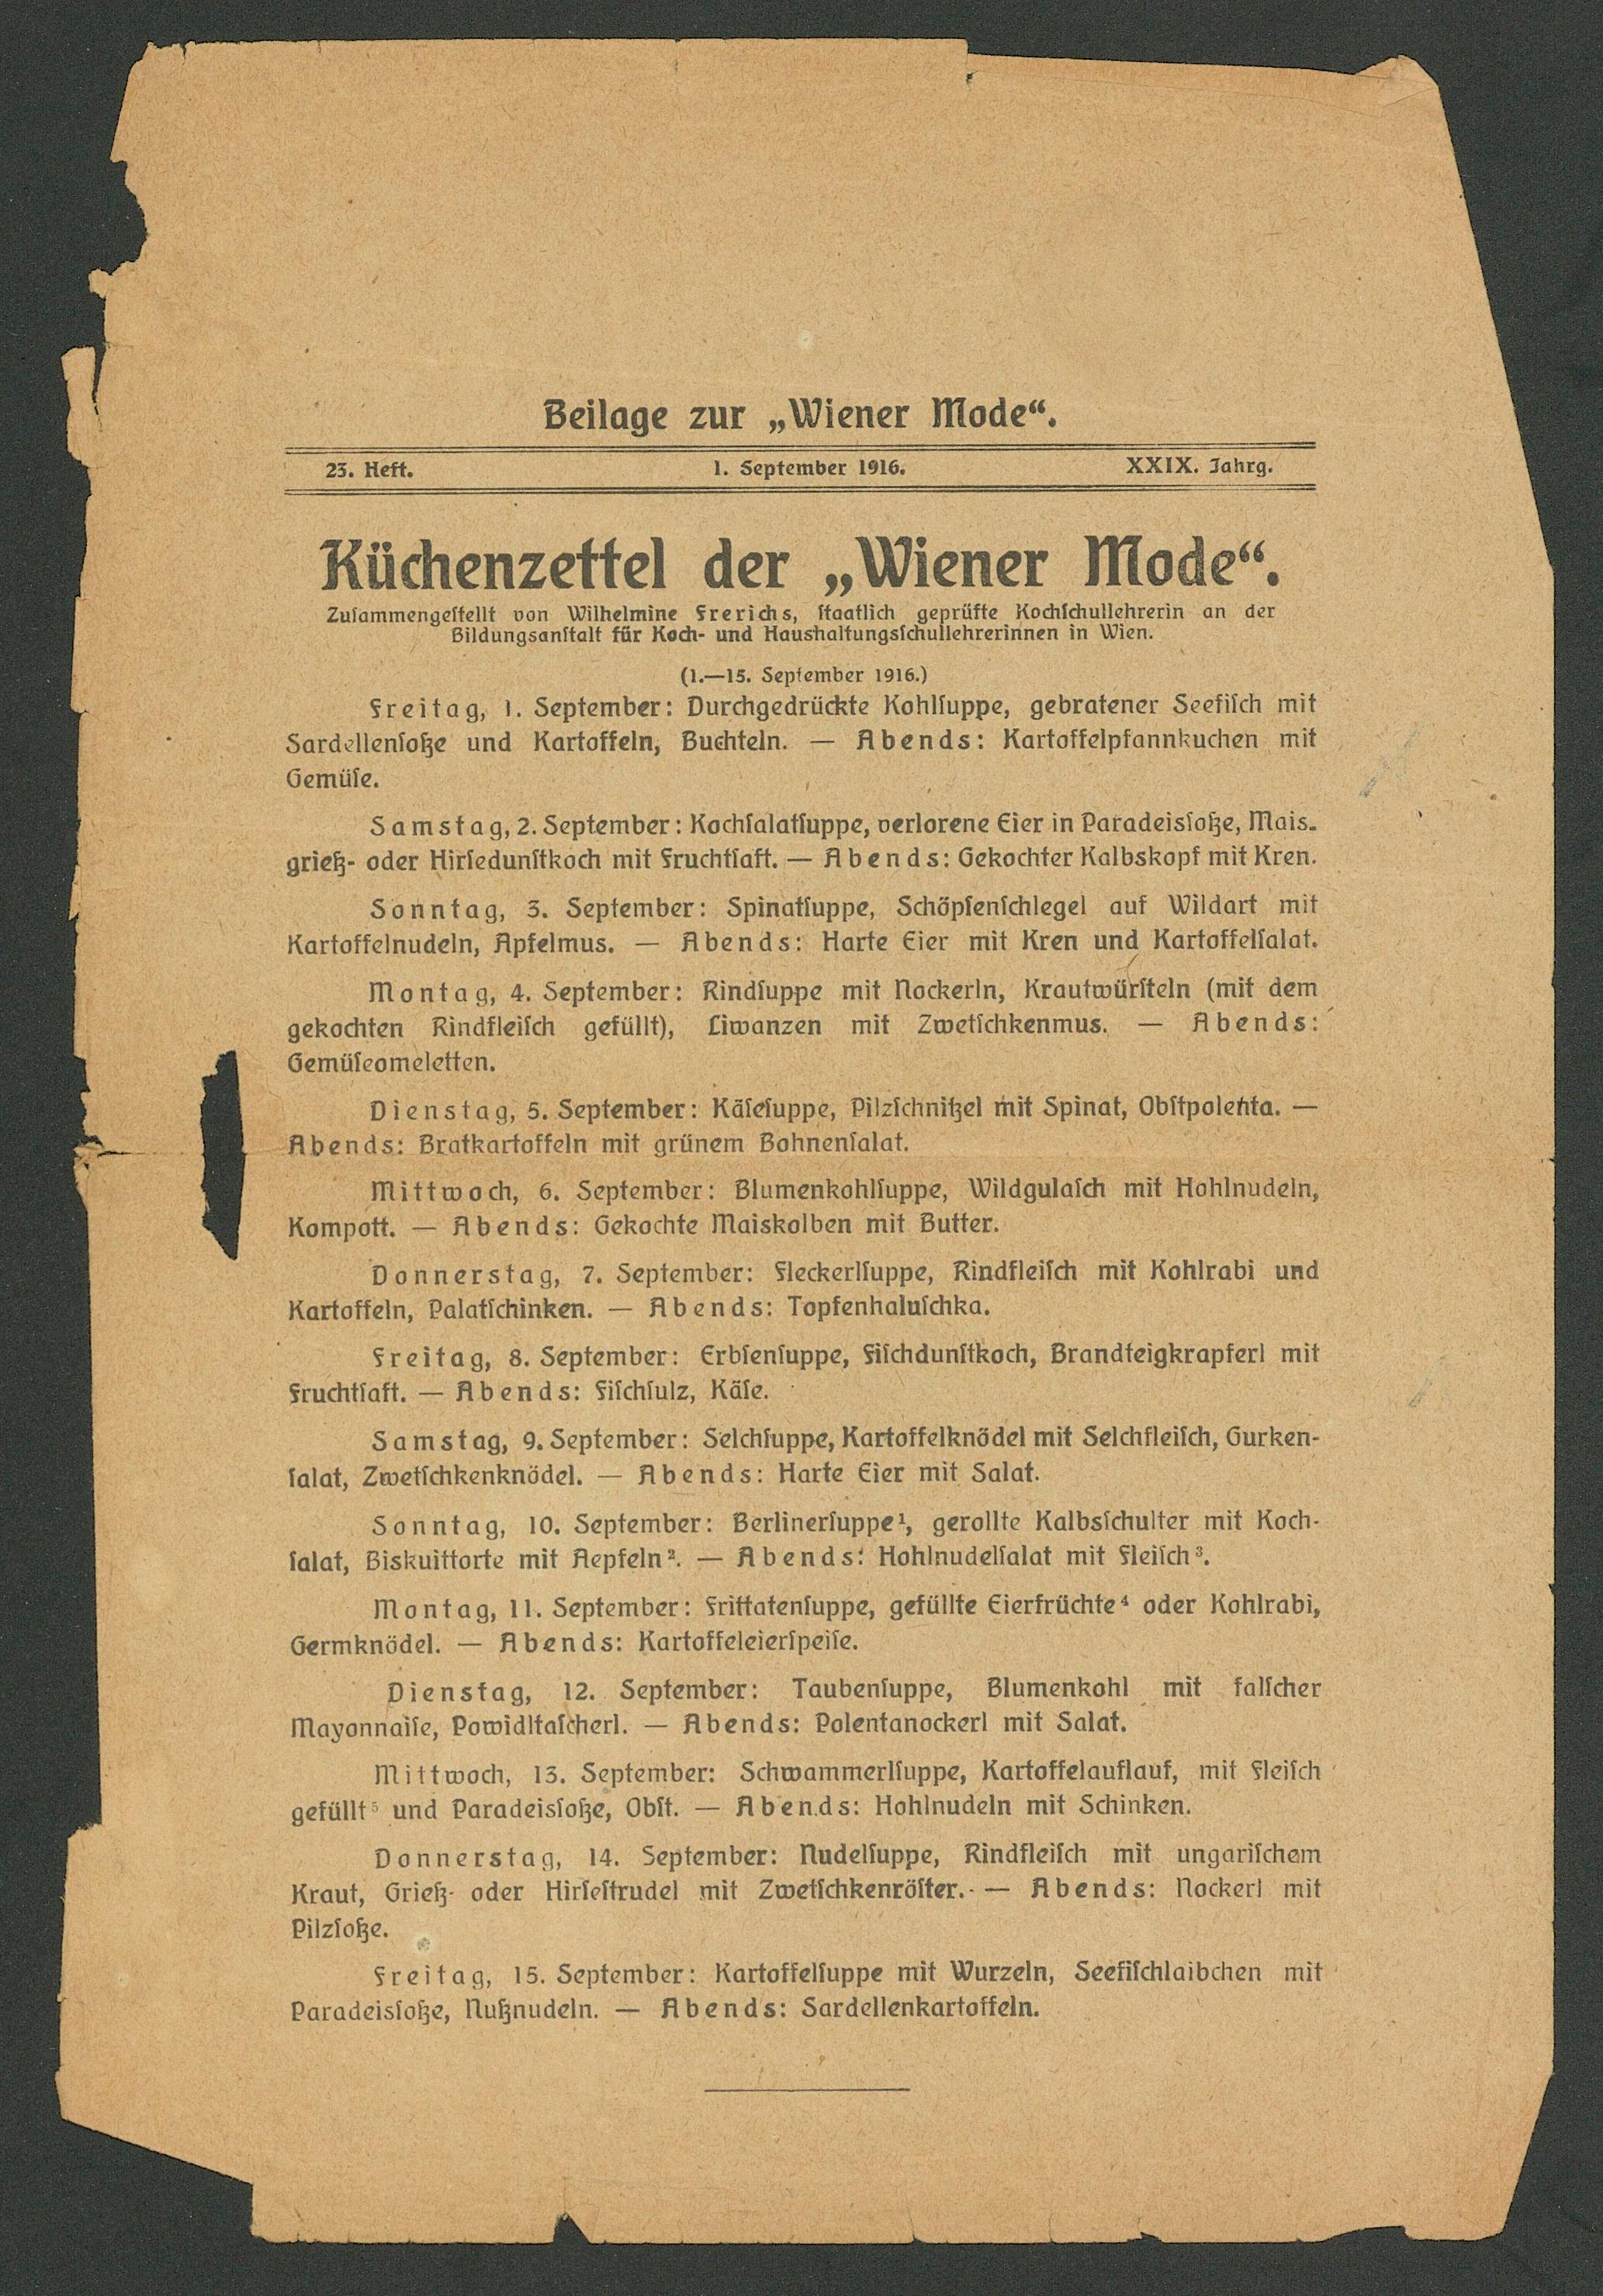 Beilage zur „Wiener Mode“.
23. Heft. 1. September 1916. XXIX. Jahrg.
Küchenzettel der „Wiener Mode“.
Zuſammengeſtellt von Wilhelmine Frerichs, ſtaatlich geprüfte Kochſchullehrerin an der
Bildungsanſtalt für Koch- und Haushaltungsſchullehrerinnen in Wien.
(1.—15. September 1916.)
Freitag, 1. September: Durchgedrückte Kohlſuppe, gebratener Seefiſch mit
Sardellenſoße und Kartoffeln, Buchteln. — Abends: Kartoffelpfannkuchen mit
Gemüſe.
Samstag, 2. September: Kochſalatſuppe, verlorene Eier in Paradeisſoße, Mais-
grieß- oder Hirſedunſtkoch mit Fruchtſaft. — Abends: Gekochter Kalbskopf mit Kren.
Sonntag, 3. September: Spinatſuppe, Schöpſenſchlegel auf Wildart mit
Kartoffelnudeln, Apfelmus. — Abends: Harte Eier mit Kren und Kartoffelſalat.
Montag, 4. September: Rindſuppe mit Nockerln, Krautwürſteln (mit dem
gekochten Rindfleiſch gefüllt), Liwanzen mit Zwetſchkenmus. — Abends:
Gemüſeomeletten.
Dienstag, 5. September: Käſeſuppe, Pilzſchnitzel mit Spinat, Obſtpolenta. —
Abends: Bratkartoffeln mit grünem Bohnenſalat.
Mittwoch, 6. September: Blumenkohlſuppe, Wildgulaſch mit Hohlnudeln,
Kompott. — Abends: Gekochte Maiskolben mit Butter.
Donnerstag, 7. September: Fleckerlſuppe, Rindfleiſch mit Kohlrabi und
Kartoffeln, Palatſchinken. — Abends: Topfenhaluſchka.
Freitag, 8. September: Erbſenſuppe, Fiſchdunſtkoch, Brandteigkrapferl mit
Fruchtſaft. — Abends: Fiſchſulz, Käſe.
Samstag, 9. September: Selchſuppe, Kartoffelknödel mit Selchfleiſch, Gurken-
ſalat, Zwetſchkenknödel. — Abends: Harte Eier mit Salat.
Sonntag, 10. September: Berlinerſuppe¹, gerollte Kalbsſchulter mit Koch-
ſalat, Biskuittorte mit Aepfeln². — Abends: Hohlnudelſalat mit Fleiſch³.
Montag, 11. September: Frittatenſuppe, gefüllte Eierfrüchte⁴ oder Kohlrabi,
Germknödel. — Abends: Kartoffeleierſpeiſe.
Dienstag, 12. September: Taubenſuppe, Blumenkohl mit falſcher
Mayonnaiſe, Powidltaſcherl. — Abends: Polentanockerl mit Salat.
Mittwoch, 13. September: Schwammerlſuppe, Kartoffelauflauf, mit Fleiſch
gefüllt⁵ und Paradeisſoße, Obſt. — Abends: Hohlnudeln mit Schinken.
Donnerstag, 14. September: Nudelſuppe, Rindfleiſch mit ungariſchem
Kraut, Grieß- oder Hirſeſtrudel mit Zwetſchkenröſter. — Abends: Nockerl mit
Pilzſoße.
Freitag, 15. September: Kartoffelſuppe mit Wurzeln, Seefiſchlaibchen mit
Paradeisſoße, Nußnudeln. — Abends: Sardellenkartoffeln.